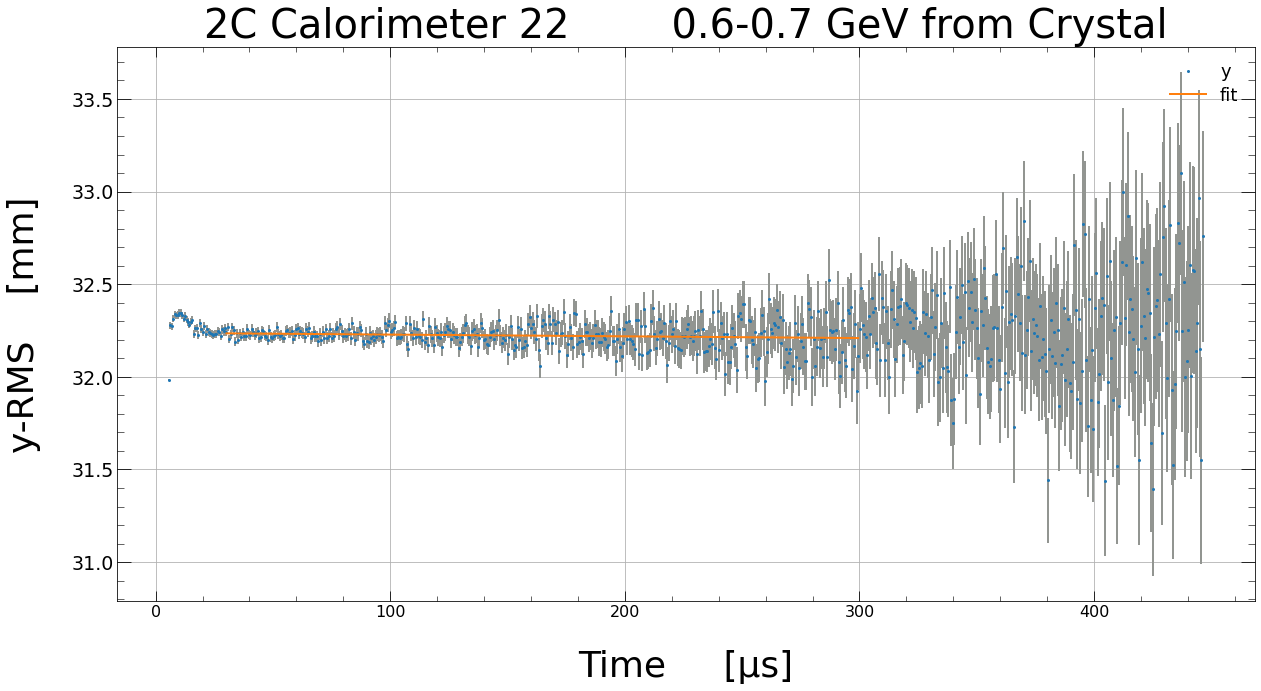 2C Calorimeter 22 0.6-0.7 GeV from Crystal
y
fit
33.5
33.0
32.5
32.0
31.5
31.0
y-RMS [mm]
0 100 200 300 400
Time [µs]